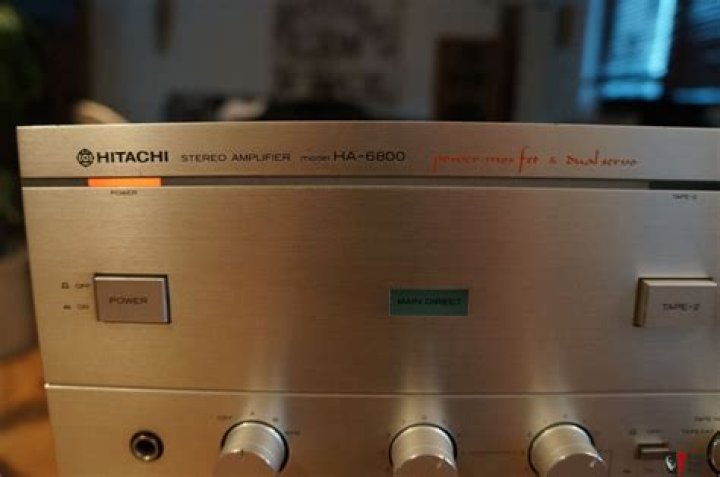 HITACHI STEREO AMPLIFIER model HA-6800 power mos fet & dual servo
POWER TAPE-2
OFF
POWER MAIN DIRECT TAPE-2
ON
OFF A